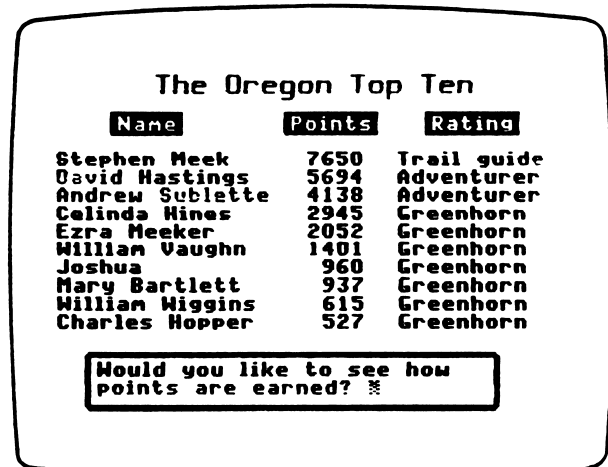 The Oregon Top Ten
Name Points Rating
Stephen Meek 7650 Trail guide
David Hastings 5694 Adventurer
Andrew Sublette 4138 Adventurer
Celinda Hines 2945 Greenhorn
Ezra Meeker 2052 Greenhorn
William Vaughn 1401 Greenhorn
Joshua 960 Greenhorn
Mary Bartlett 937 Greenhorn
William Wiggins 615 Greenhorn
Charles Hopper 527 Greenhorn
Would you like to see how
points are earned?